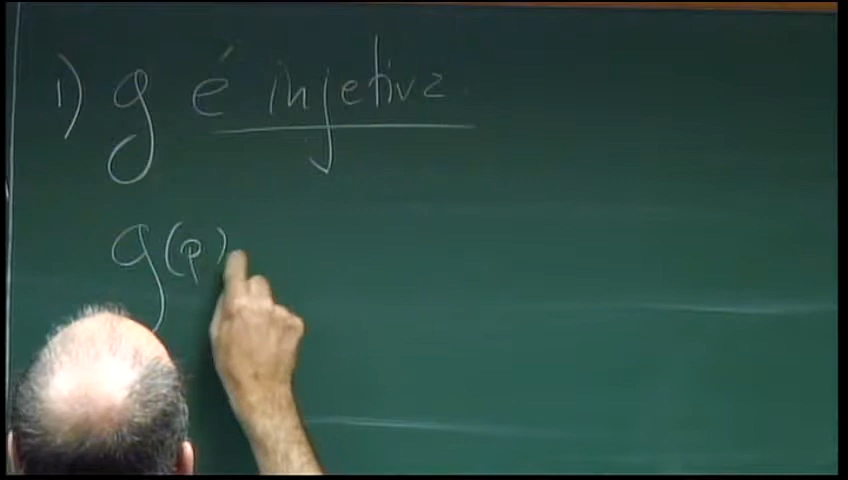 1) g é injetiva
g(p)